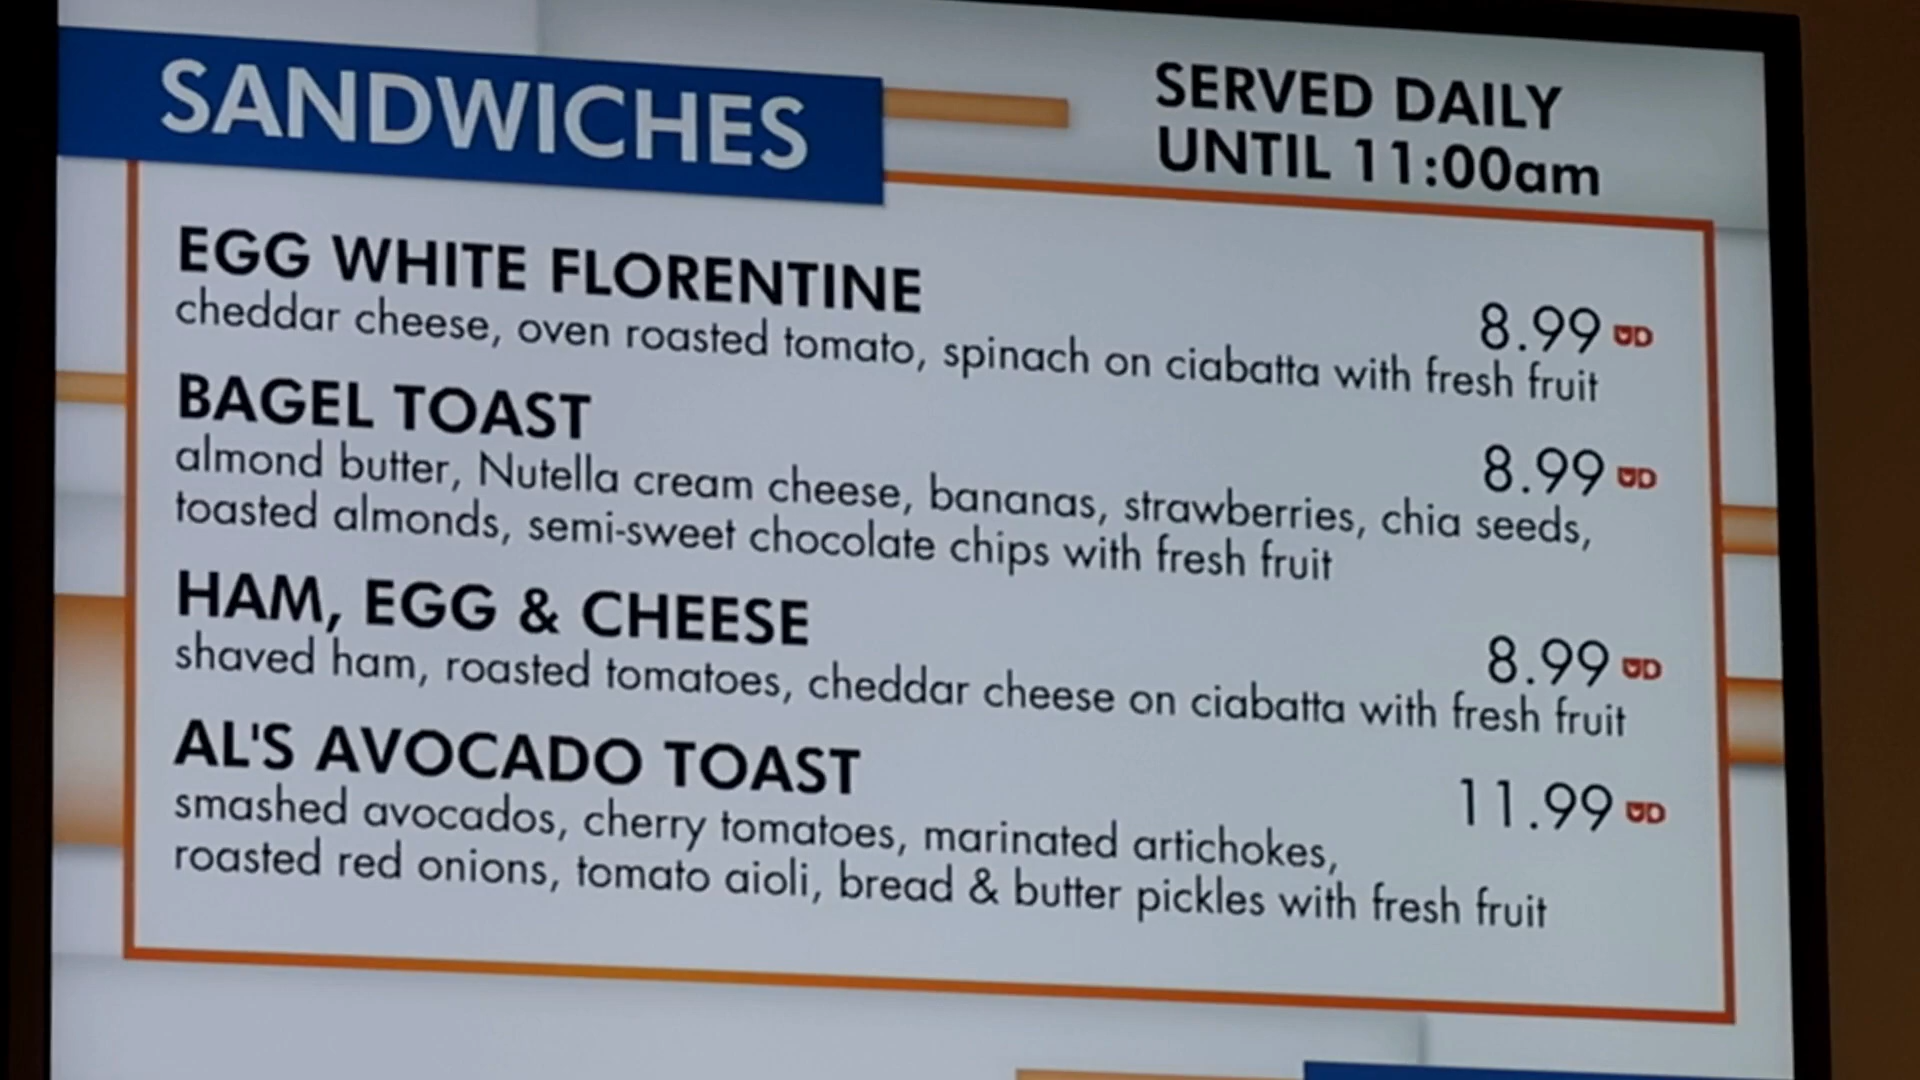 SANDWICHES
SERVED DAILY
UNTIL 11:00am
EGG WHITE FLORENTINE
8.99
cheddar cheese, oven roasted tomato, spinach on ciabatta with fresh fruit
BAGEL TOAST
8.99
almond butter, Nutella cream cheese, bananas, strawberries, chia seeds,
toasted almonds, semi-sweet chocolate chips with fresh fruit
HAM, EGG & CHEESE
8.99
shaved ham, roasted tomatoes, cheddar cheese on ciabatta with fresh fruit
AL'S AVOCADO TOAST
11.99
smashed avocados, cherry tomatoes, marinated artichokes,
roasted red onions, tomato aioli, bread & butter pickles with fresh fruit